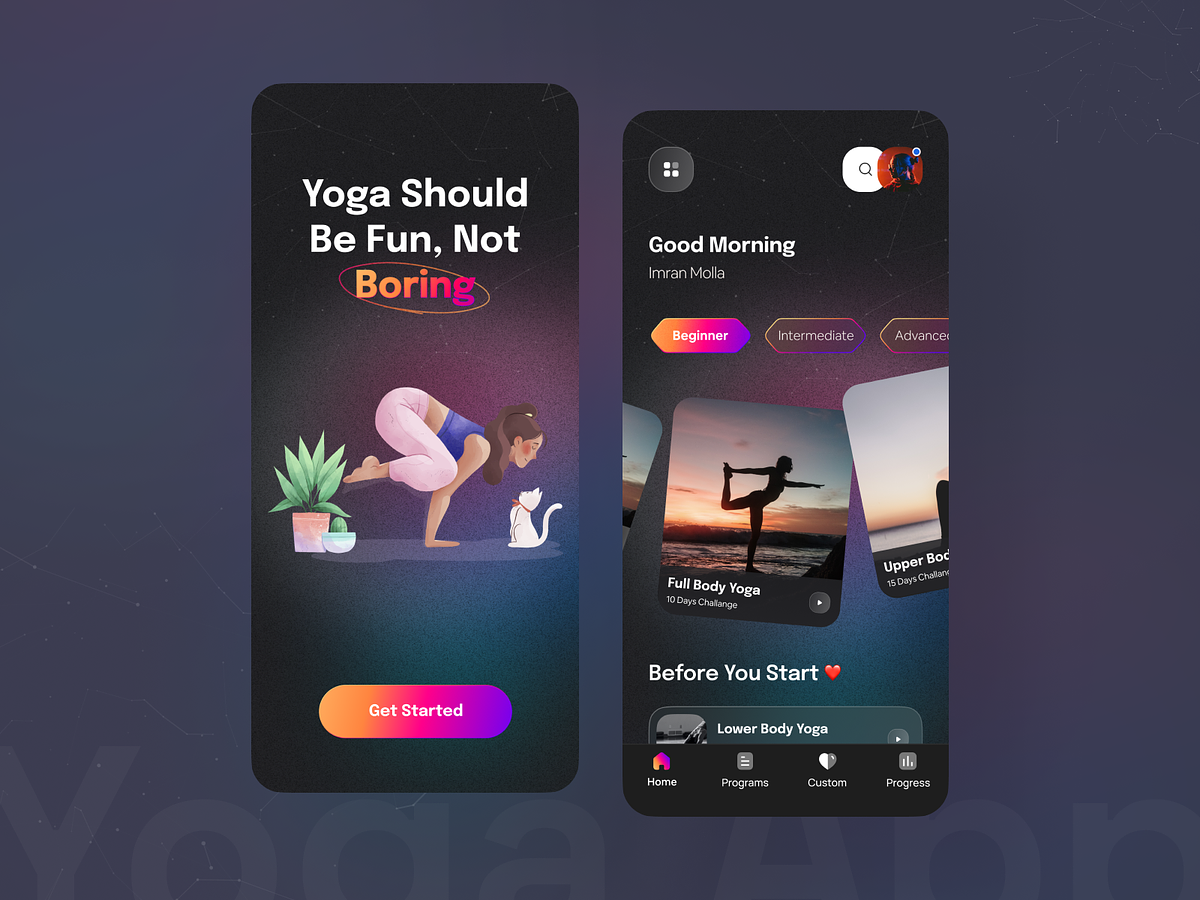 Yoga Should
Be Fun, Not
Boring
Get Started
Good Morning
Imran Molla
Beginner
Intermediate
Advanced
Full Body Yoga
10 Days Challange
Upper Bod
15 Days Challang
Before You Start ❤️
Lower Body Yoga
Home
Programs
Custom
Progress
Yoga App